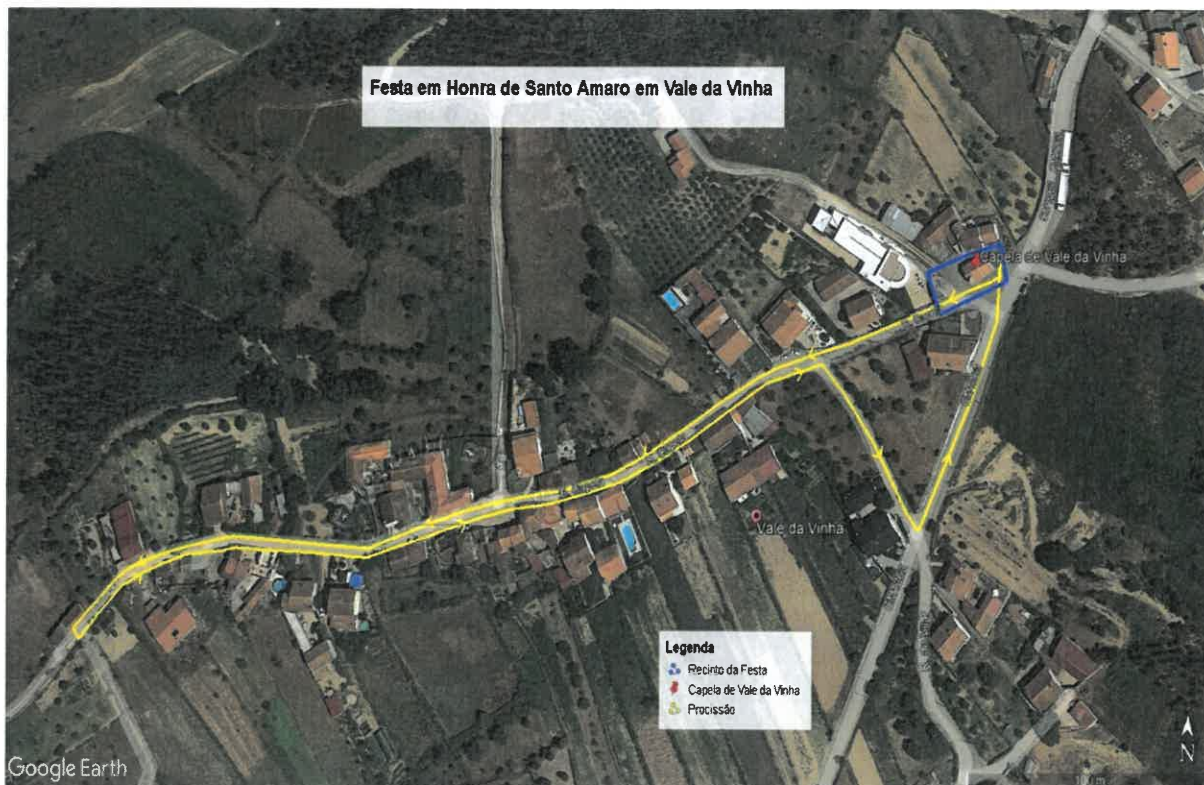 Festa em Honra de Santo Amaro em Vale da Vinha
Capela de Vale da Vinha
Vale da Vinha
Legenda
Recinto da Festa
Capela de Vale da Vinha
Procissão
N
100 m
Google Earth